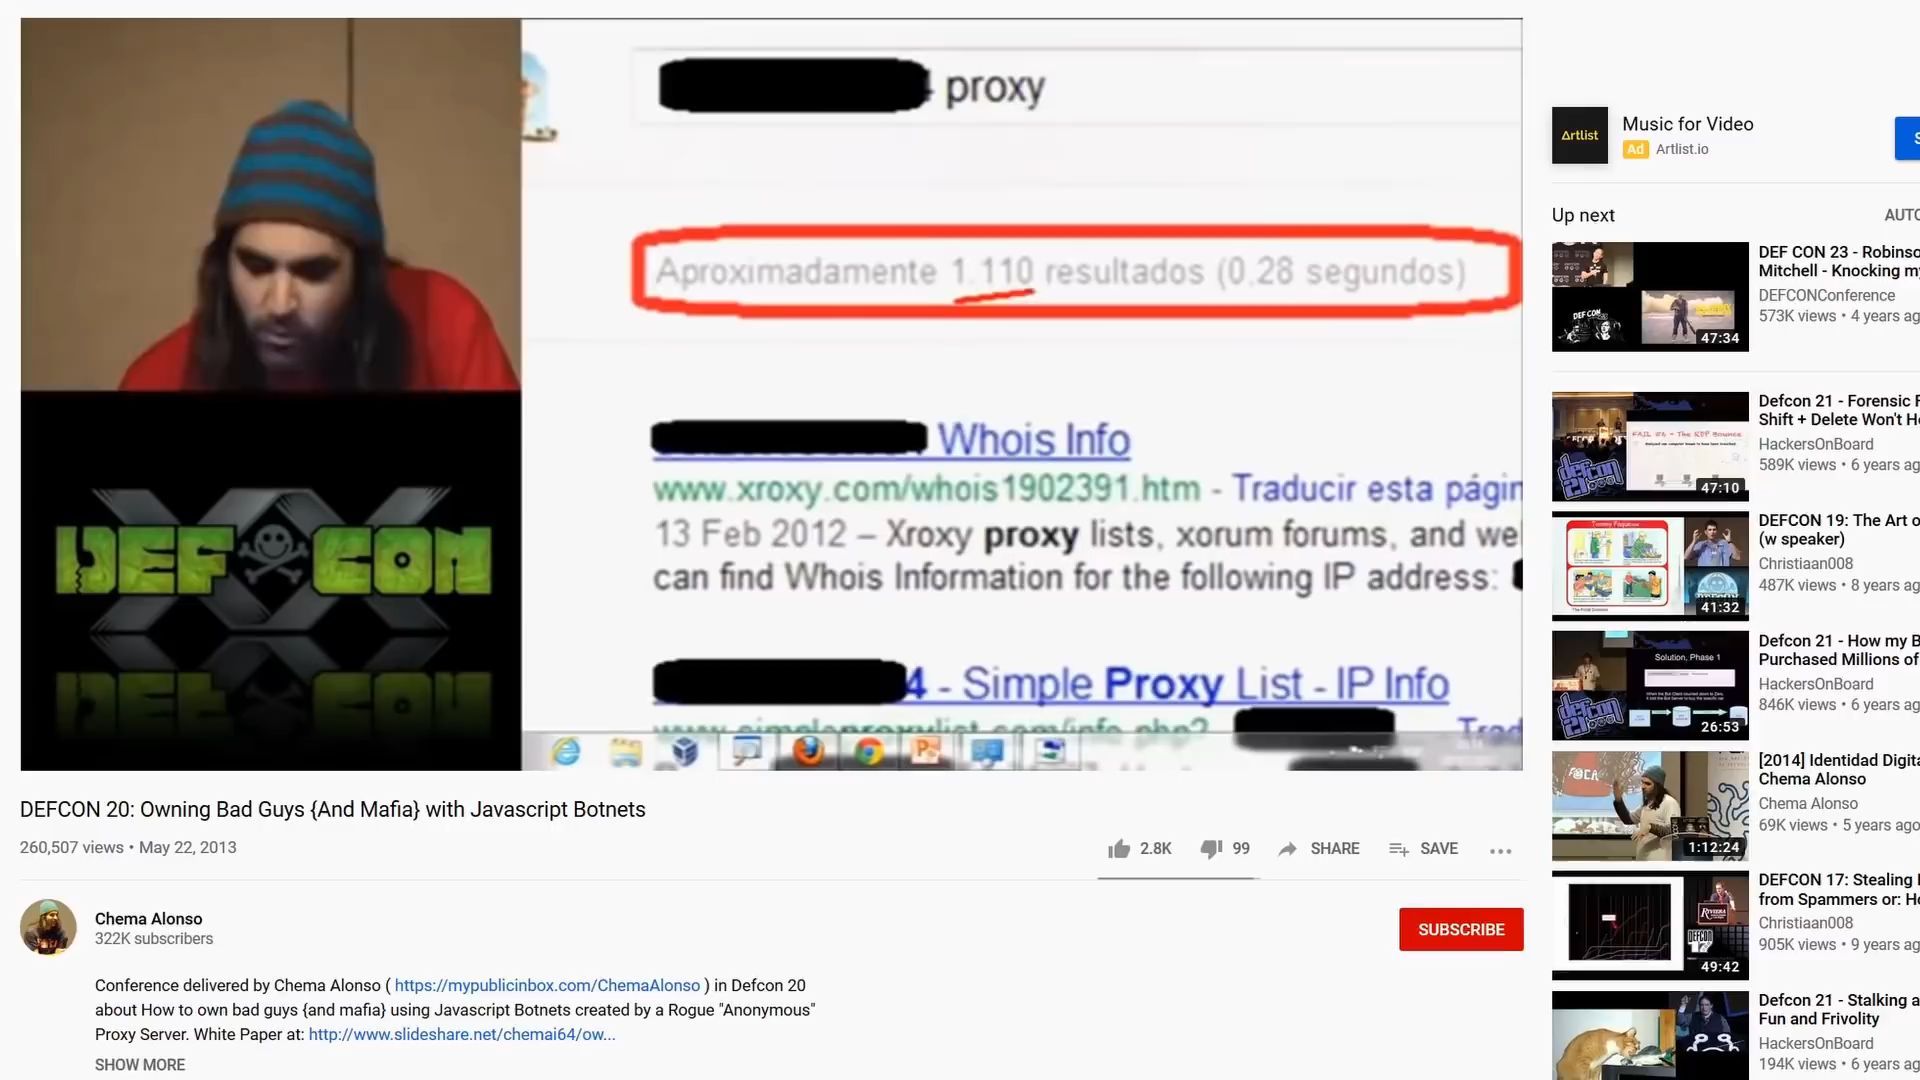 proxy
Aproximadamente 1.110 resultados (0,28 segundos)
Whois Info
www.xroxy.com/whois1902391.htm - Traducir esta págin
13 Feb 2012 – Xroxy proxy lists, xorum forums, and we
can find Whois Information for the following IP address:
4 - Simple Proxy List - IP Info
DEF CON
DEFCON 20: Owning Bad Guys {And Mafia} with Javascript Botnets
260,507 views • May 22, 2013
2.8K
99
SHARE
SAVE
Chema Alonso
322K subscribers
SUBSCRIBE
Conference delivered by Chema Alonso ( https://mypublicinbox.com/ChemaAlonso ) in Defcon 20
about How to own bad guys {and mafia} using Javascript Botnets created by a Rogue "Anonymous"
Proxy Server. White Paper at: http://www.slideshare.net/chemai64/ow...
SHOW MORE
Artlist
Music for Video
Ad Artlist.io
S
Up next
AUTO
DEF CON 23 - Robinso
Mitchell - Knocking my
DEFCONConference
573K views • 4 years ag
47:34
Defcon 21 - Forensic F
Shift + Delete Won't He
HackersOnBoard
589K views • 6 years ag
47:10
DEFCON 19: The Art o
(w speaker)
Christiaan008
487K views • 8 years ag
41:32
Defcon 21 - How my B
Purchased Millions of
HackersOnBoard
846K views • 6 years ag
Solution, Phase 1
26:53
[2014] Identidad Digita
Chema Alonso
Chema Alonso
69K views • 5 years ago
1:12:24
DEFCON 17: Stealing P
from Spammers or: Ho
Christiaan008
905K views • 9 years ag
49:42
Defcon 21 - Stalking a
Fun and Frivolity
HackersOnBoard
194K views • 6 years ag